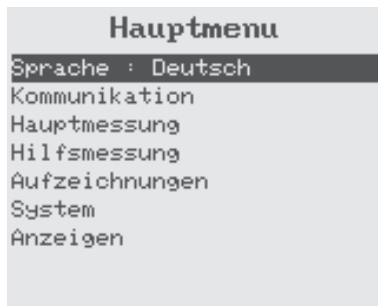 Hauptmenu
Sprache : Deutsch
Kommunikation
Hauptmessung
Hilfsmessung
Aufzeichnungen
System
Anzeigen